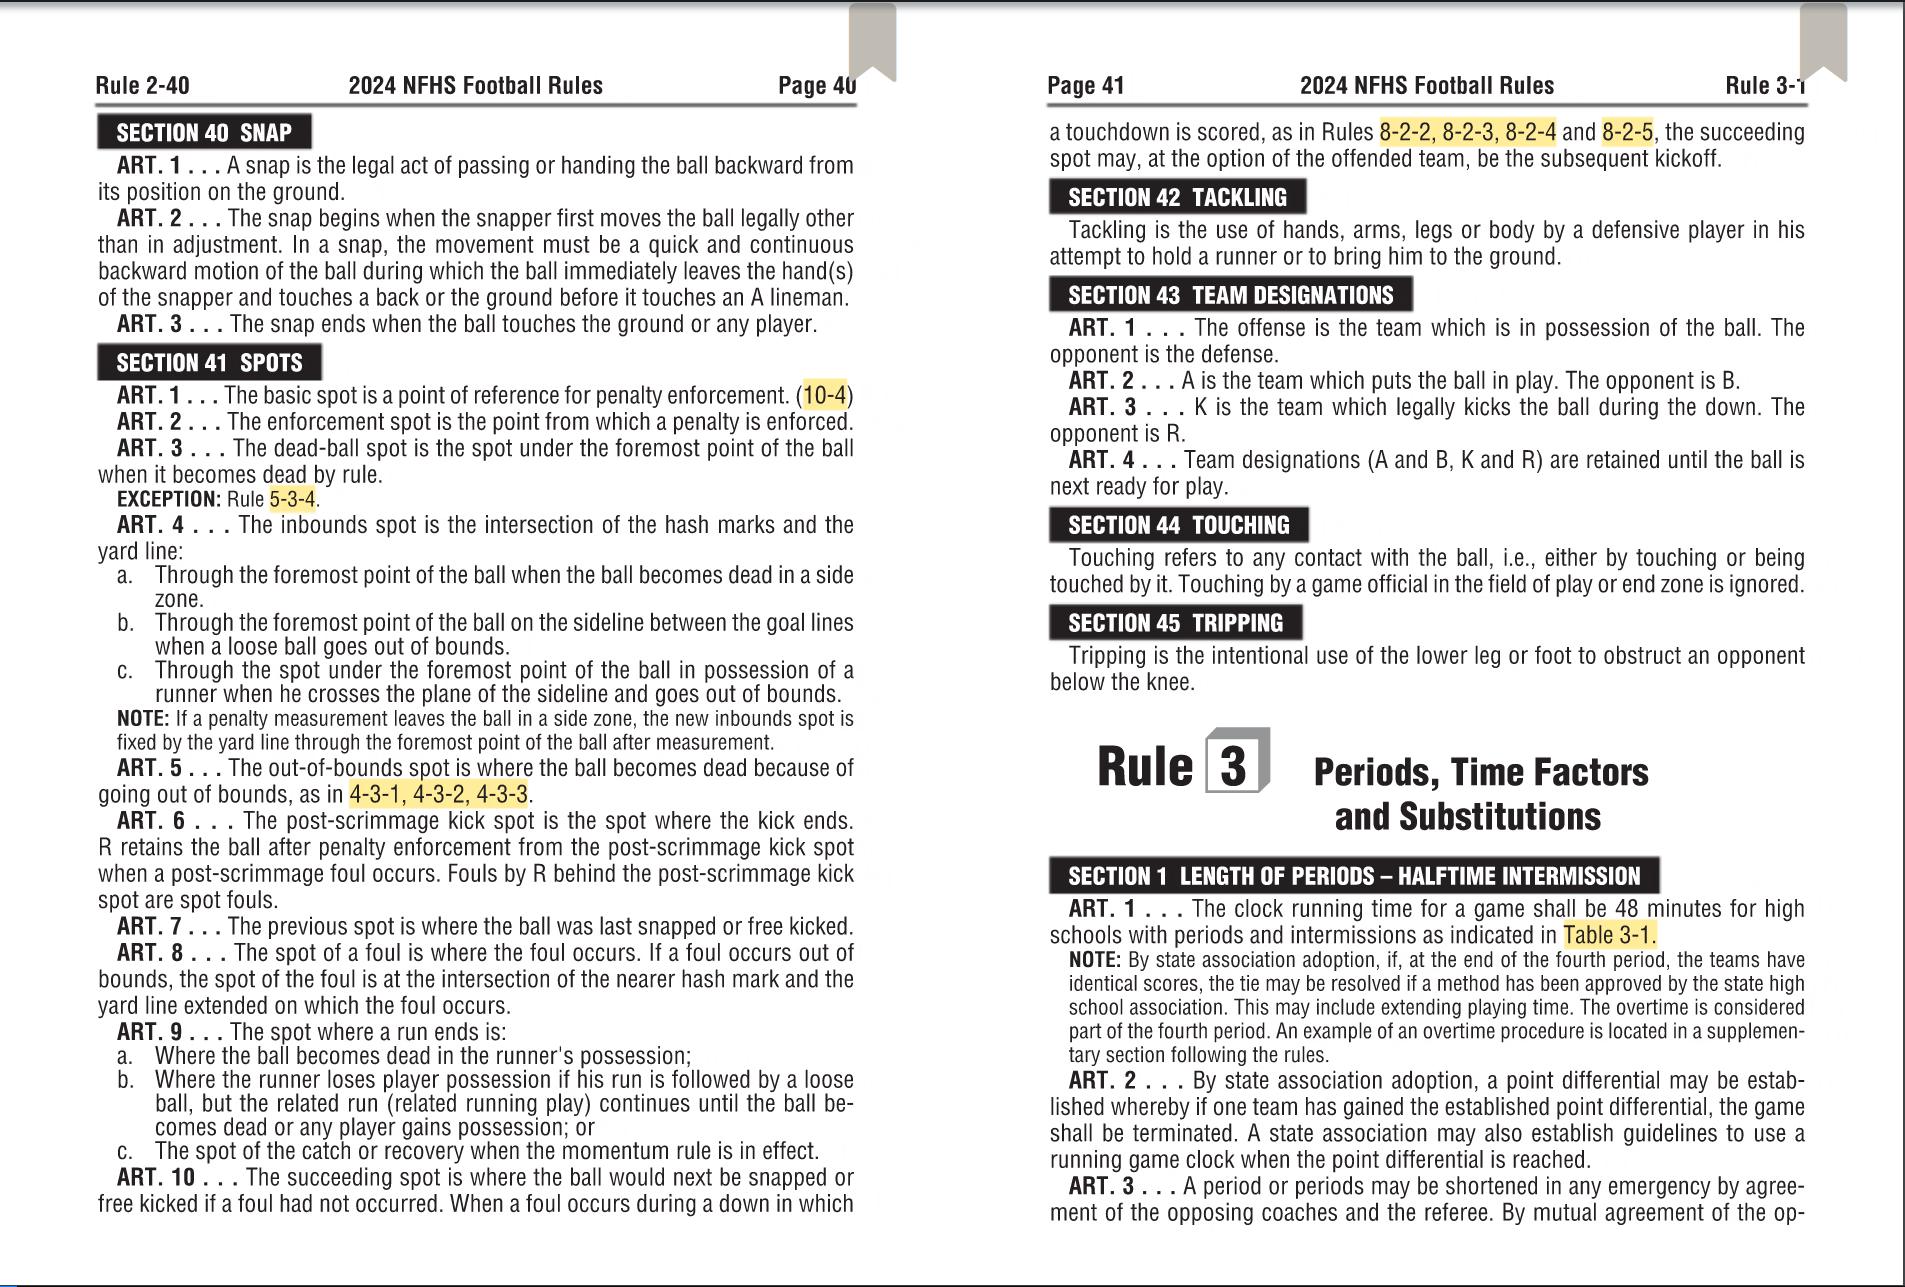 Rule 2-40 2024 NFHS Football Rules Page 40
SECTION 40 SNAP
ART. 1 . . . A snap is the legal act of passing or handing the ball backward from
its position on the ground.
ART. 2 . . . The snap begins when the snapper first moves the ball legally other
than in adjustment. In a snap, the movement must be a quick and continuous
backward motion of the ball during which the ball immediately leaves the hand(s)
of the snapper and touches a back or the ground before it touches an A lineman.
ART. 3 . . . The snap ends when the ball touches the ground or any player.
SECTION 41 SPOTS
ART. 1 . . . The basic spot is a point of reference for penalty enforcement. (10-4)
ART. 2 . . . The enforcement spot is the point from which a penalty is enforced.
ART. 3 . . . The dead-ball spot is the spot under the foremost point of the ball
when it becomes dead by rule.
EXCEPTION: Rule 5-3-4.
ART. 4 . . . The inbounds spot is the intersection of the hash marks and the
yard line:
a. Through the foremost point of the ball when the ball becomes dead in a side
zone.
b. Through the foremost point of the ball on the sideline between the goal lines
when a loose ball goes out of bounds.
c. Through the spot under the foremost point of the ball in possession of a
runner when he crosses the plane of the sideline and goes out of bounds.
NOTE: If a penalty measurement leaves the ball in a side zone, the new inbounds spot is
fixed by the yard line through the foremost point of the ball after measurement.
ART. 5 . . . The out-of-bounds spot is where the ball becomes dead because of
going out of bounds, as in 4-3-1, 4-3-2, 4-3-3.
ART. 6 . . . The post-scrimmage kick spot is the spot where the kick ends.
R retains the ball after penalty enforcement from the post-scrimmage kick spot
when a post-scrimmage foul occurs. Fouls by R behind the post-scrimmage kick
spot are spot fouls.
ART. 7 . . . The previous spot is where the ball was last snapped or free kicked.
ART. 8 . . . The spot of a foul is where the foul occurs. If a foul occurs out of
bounds, the spot of the foul is at the intersection of the nearer hash mark and the
yard line extended on which the foul occurs.
ART. 9 . . . The spot where a run ends is:
a. Where the ball becomes dead in the runner's possession;
b. Where the runner loses player possession if his run is followed by a loose
ball, but the related run (related running play) continues until the ball be-
comes dead or any player gains possession; or
c. The spot of the catch or recovery when the momentum rule is in effect.
ART. 10 . . . The succeeding spot is where the ball would next be snapped or
free kicked if a foul had not occurred. When a foul occurs during a down in which
Page 41 2024 NFHS Football Rules Rule 3-1
a touchdown is scored, as in Rules 8-2-2, 8-2-3, 8-2-4 and 8-2-5, the succeeding
spot may, at the option of the offended team, be the subsequent kickoff.
SECTION 42 TACKLING
Tackling is the use of hands, arms, legs or body by a defensive player in his
attempt to hold a runner or to bring him to the ground.
SECTION 43 TEAM DESIGNATIONS
ART. 1 . . . The offense is the team which is in possession of the ball. The
opponent is the defense.
ART. 2 . . . A is the team which puts the ball in play. The opponent is B.
ART. 3 . . . K is the team which legally kicks the ball during the down. The
opponent is R.
ART. 4 . . . Team designations (A and B, K and R) are retained until the ball is
next ready for play.
SECTION 44 TOUCHING
Touching refers to any contact with the ball, i.e., either by touching or being
touched by it. Touching by a game official in the field of play or end zone is ignored.
SECTION 45 TRIPPING
Tripping is the intentional use of the lower leg or foot to obstruct an opponent
below the knee.
Rule 3 Periods, Time Factors
and Substitutions
SECTION 1 LENGTH OF PERIODS – HALFTIME INTERMISSION
ART. 1 . . . The clock running time for a game shall be 48 minutes for high
schools with periods and intermissions as indicated in Table 3-1.
NOTE: By state association adoption, if, at the end of the fourth period, the teams have
identical scores, the tie may be resolved if a method has been approved by the state high
school association. This may include extending playing time. The overtime is considered
part of the fourth period. An example of an overtime procedure is located in a supplemen-
tary section following the rules.
ART. 2 . . . By state association adoption, a point differential may be estab-
lished whereby if one team has gained the established point differential, the game
shall be terminated. A state association may also establish guidelines to use a
running game clock when the point differential is reached.
ART. 3 . . . A period or periods may be shortened in any emergency by agree-
ment of the opposing coaches and the referee. By mutual agreement of the op-